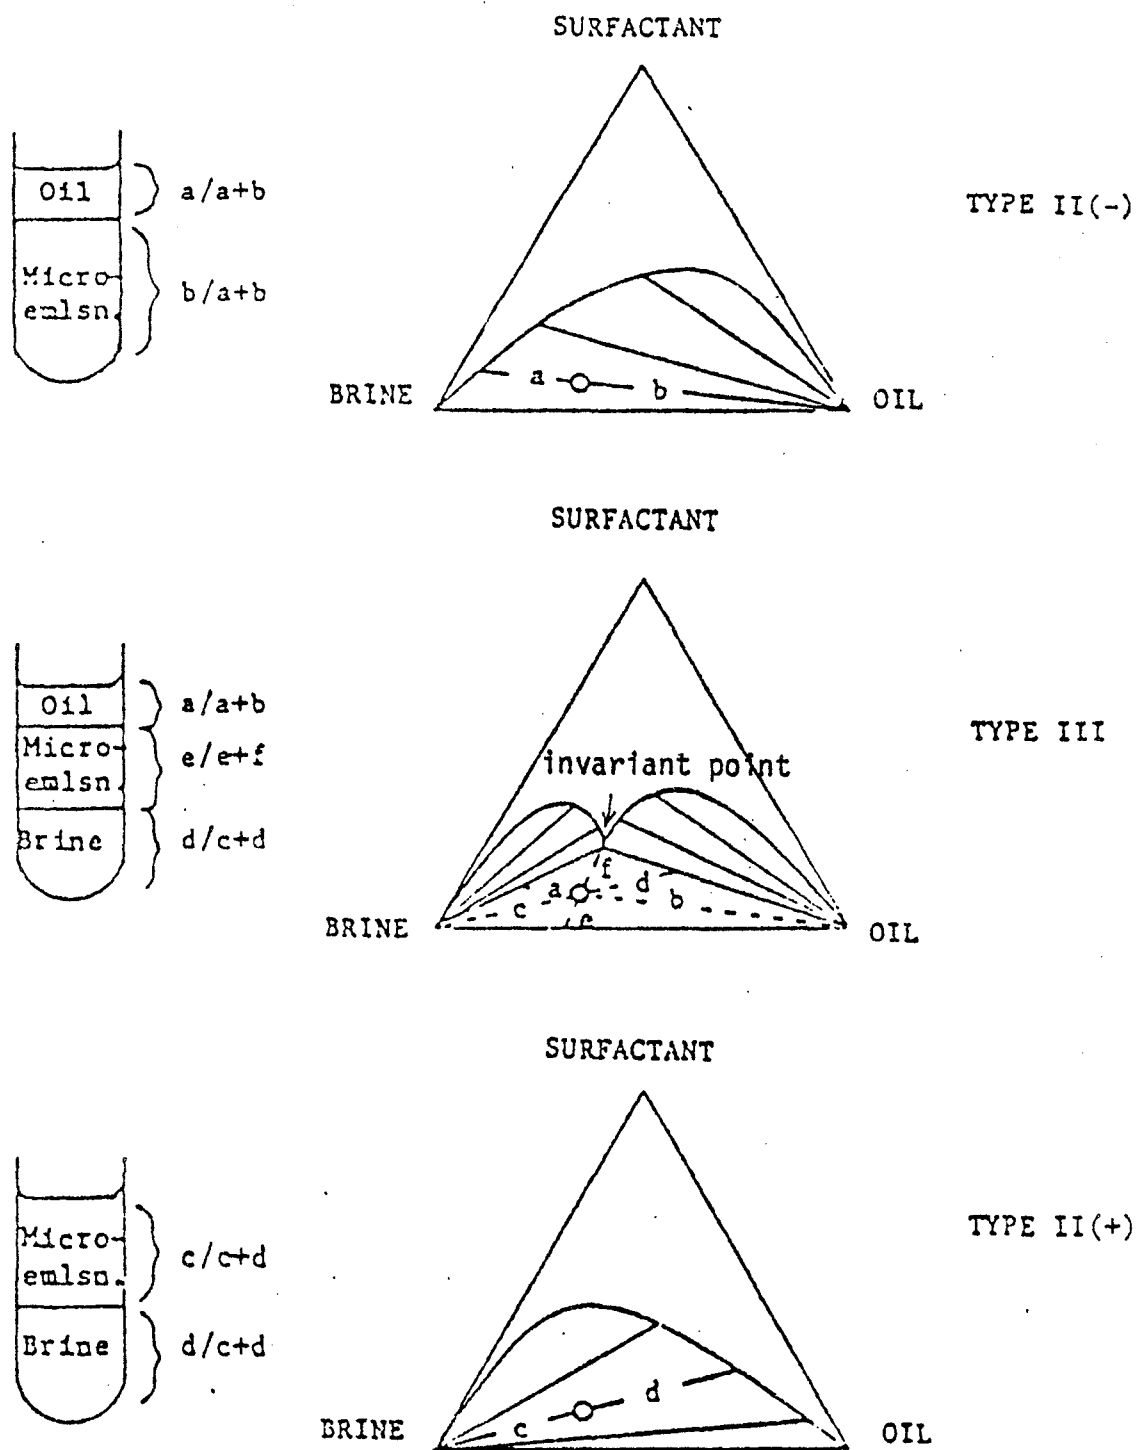 SURFACTANT
Oil
a/a+b
Micro-
emlsn.
b/a+b
TYPE II(-)
a
b
BRINE
OIL
SURFACTANT
Oil
a/a+b
Micro-
emlsn.
e/e+f
Brine
d/c+d
TYPE III
invariant point
f
a
d
c
b
e
BRINE
OIL
SURFACTANT
Micro-
emlsn.
c/c+d
Brine
d/c+d
TYPE II(+)
d
c
BRINE
OIL